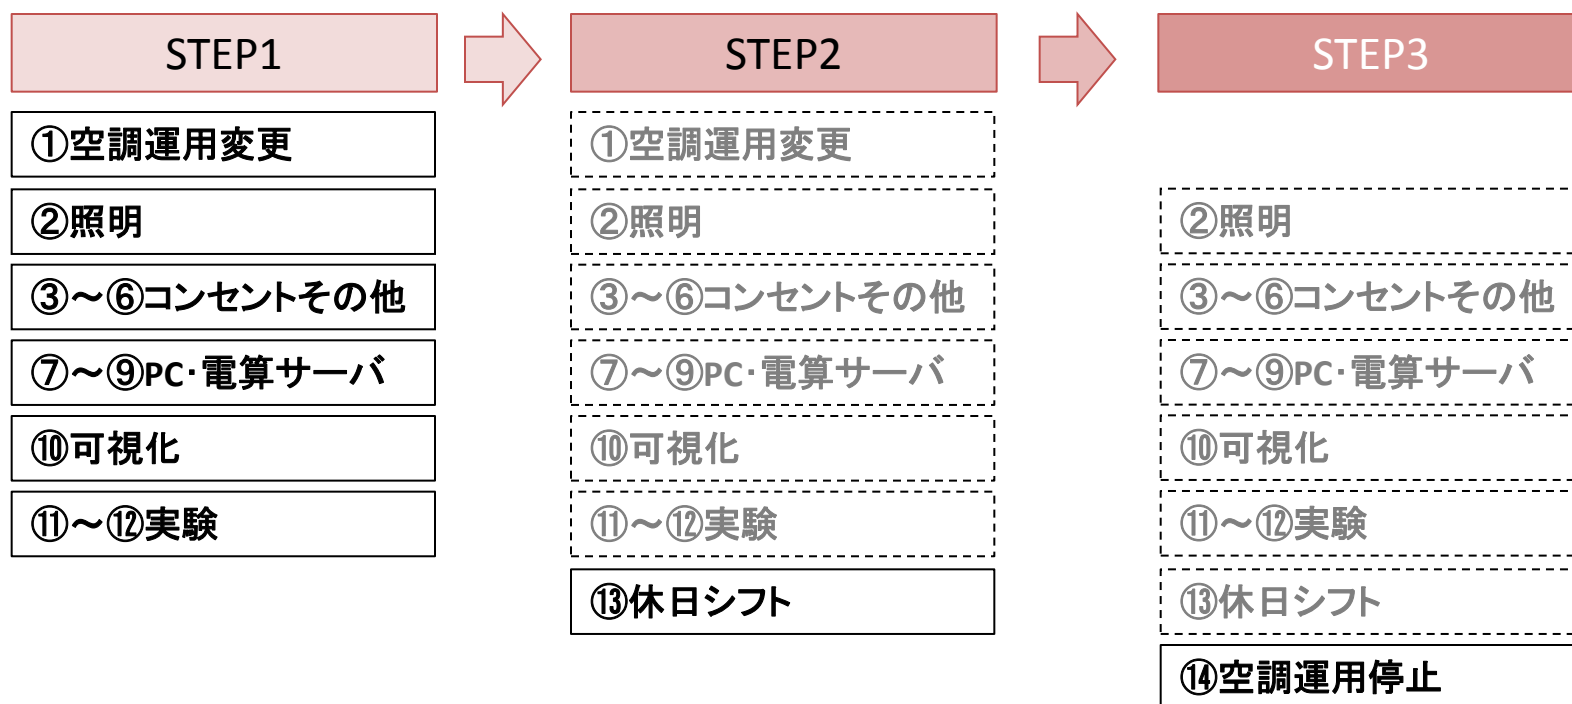 STEP1
①空調運用変更
②照明
③～⑥コンセントその他
⑦～⑨PC・電算サーバ
⑩可視化
⑪～⑫実験
STEP2
①空調運用変更
②照明
③～⑥コンセントその他
⑦～⑨PC・電算サーバ
⑩可視化
⑪～⑫実験
⑬休日シフト
STEP3
②照明
③～⑥コンセントその他
⑦～⑨PC・電算サーバ
⑩可視化
⑪～⑫実験
⑬休日シフト
⑭空調運用停止